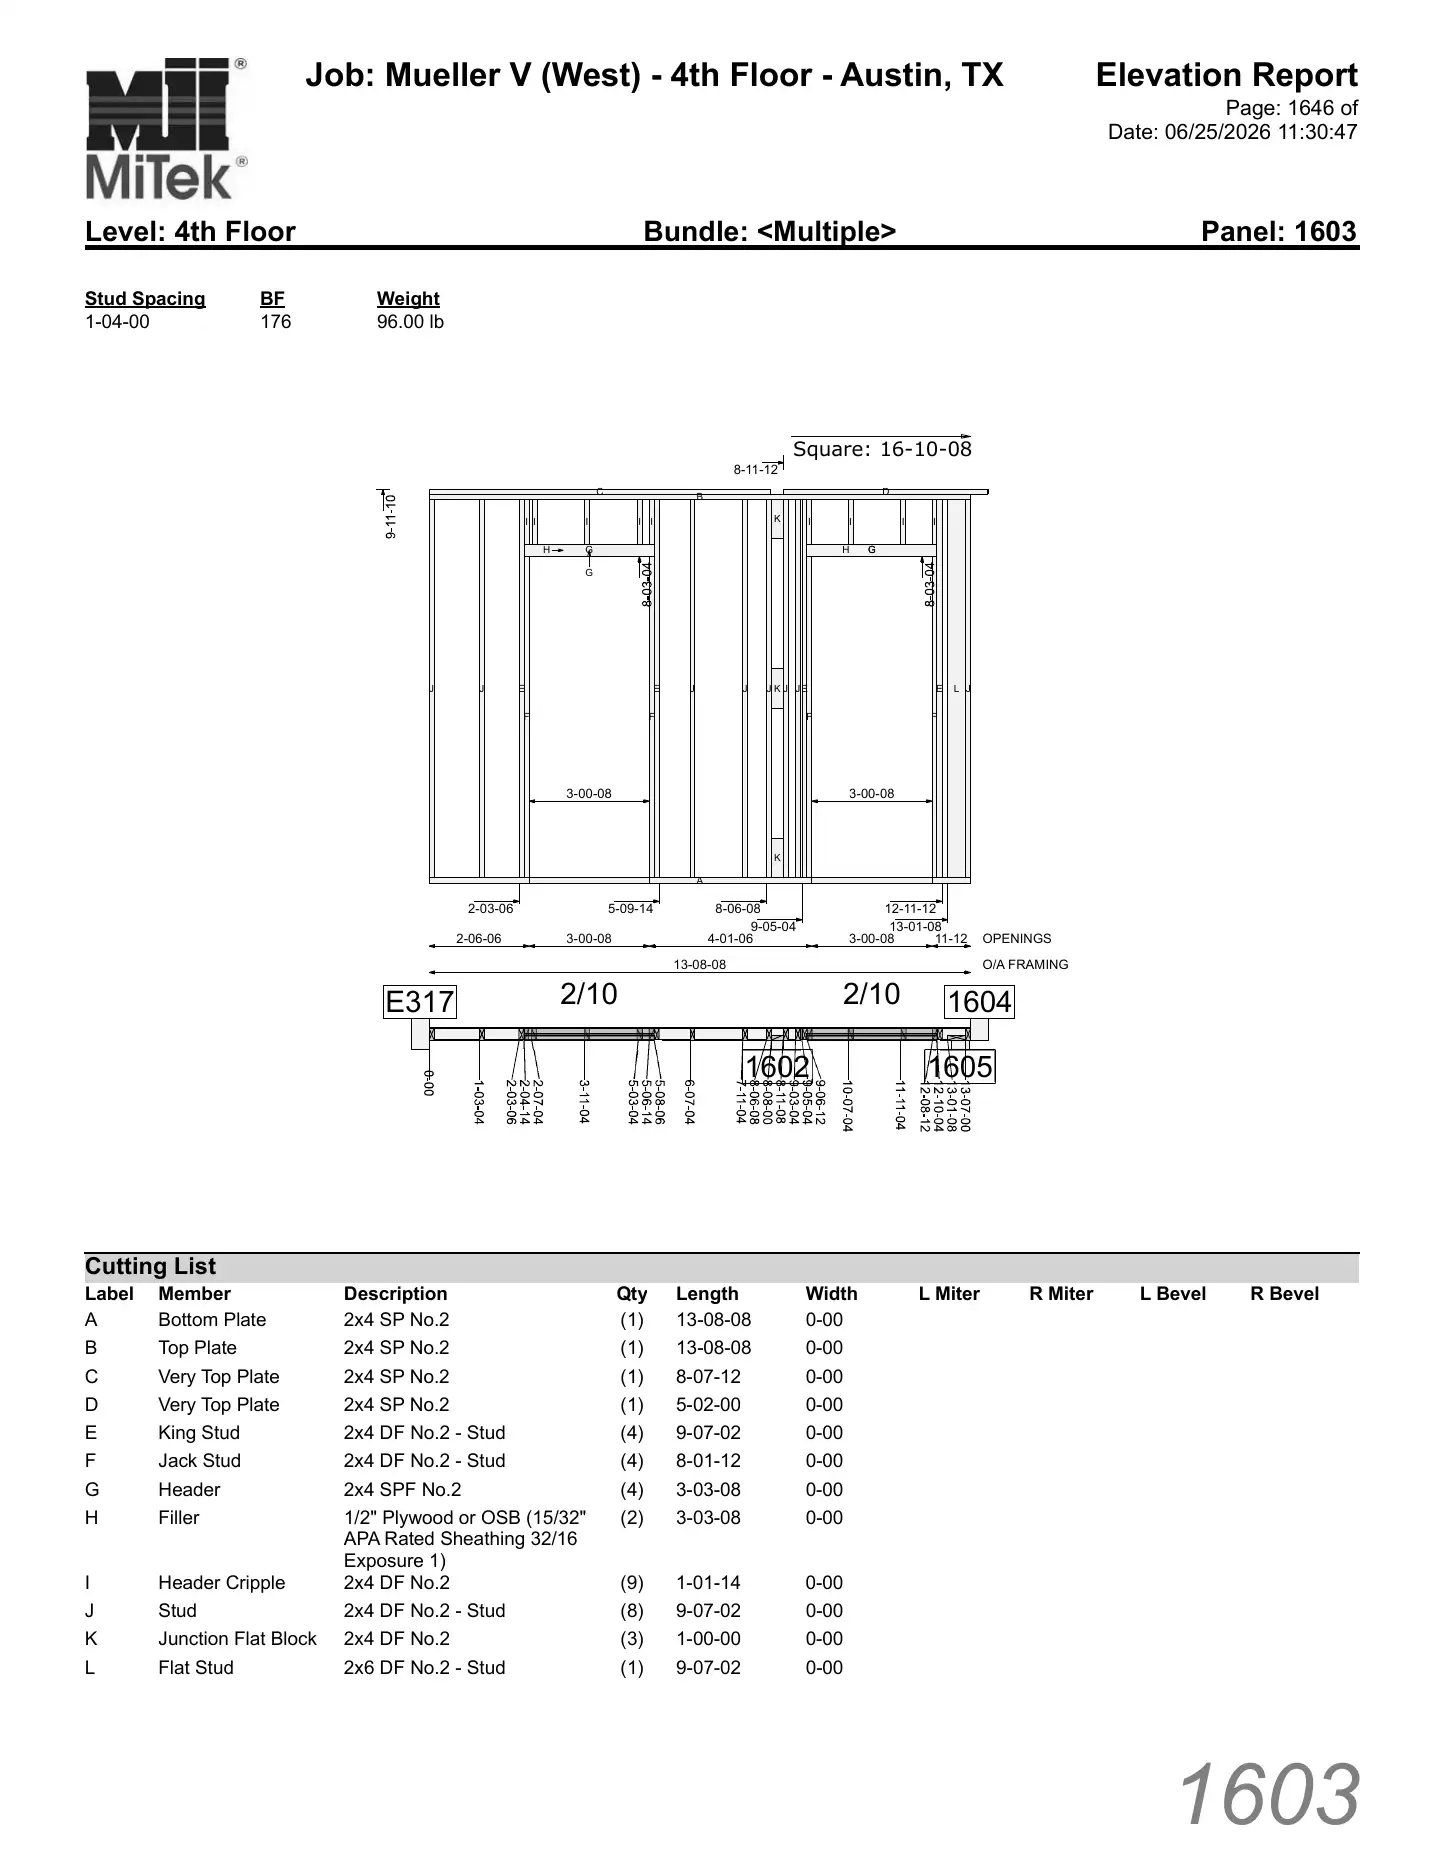 Job: Mueller V (West) - 4th Floor - Austin, TX
Elevation Report
Page: 1646 of
Date: 06/25/2026 11:30:47
MiTek®
Level: 4th Floor Bundle: <Multiple> Panel: 1603
Stud Spacing BF Weight
1-04-00 176 96.00 lb
Square: 16-10-08
8-11-12
9-11-10
C B D
I I I I I K I I I I
H G H G
G
8-03-04 8-03-04
J J E E J J J K J J E E L J
F F F F
3-00-08 3-00-08
K
A
2-03-06 5-09-14 8-06-08 12-11-12
9-05-04 13-01-08
2-06-06 3-00-08 4-01-06 3-00-08 11-12 OPENINGS
13-08-08 O/A FRAMING
E317 2/10 2/10 1604
1602 1605
0-00 1-03-04 2-03-06 2-04-14 2-07-04 3-11-04 5-03-04 5-06-14 5-08-06 6-07-04 7-11-04 8-06-08 8-08-00 8-11-08 9-03-04 9-05-04 9-06-12 10-07-04 11-11-04 12-08-12 12-10-04 13-01-08 13-07-00
Cutting List
Label Member Description Qty Length Width L Miter R Miter L Bevel R Bevel
A Bottom Plate 2x4 SP No.2 (1) 13-08-08 0-00
B Top Plate 2x4 SP No.2 (1) 13-08-08 0-00
C Very Top Plate 2x4 SP No.2 (1) 8-07-12 0-00
D Very Top Plate 2x4 SP No.2 (1) 5-02-00 0-00
E King Stud 2x4 DF No.2 - Stud (4) 9-07-02 0-00
F Jack Stud 2x4 DF No.2 - Stud (4) 8-01-12 0-00
G Header 2x4 SPF No.2 (4) 3-03-08 0-00
H Filler 1/2" Plywood or OSB (15/32" (2) 3-03-08 0-00
APA Rated Sheathing 32/16
Exposure 1)
I Header Cripple 2x4 DF No.2 (9) 1-01-14 0-00
J Stud 2x4 DF No.2 - Stud (8) 9-07-02 0-00
K Junction Flat Block 2x4 DF No.2 (3) 1-00-00 0-00
L Flat Stud 2x6 DF No.2 - Stud (1) 9-07-02 0-00
1603